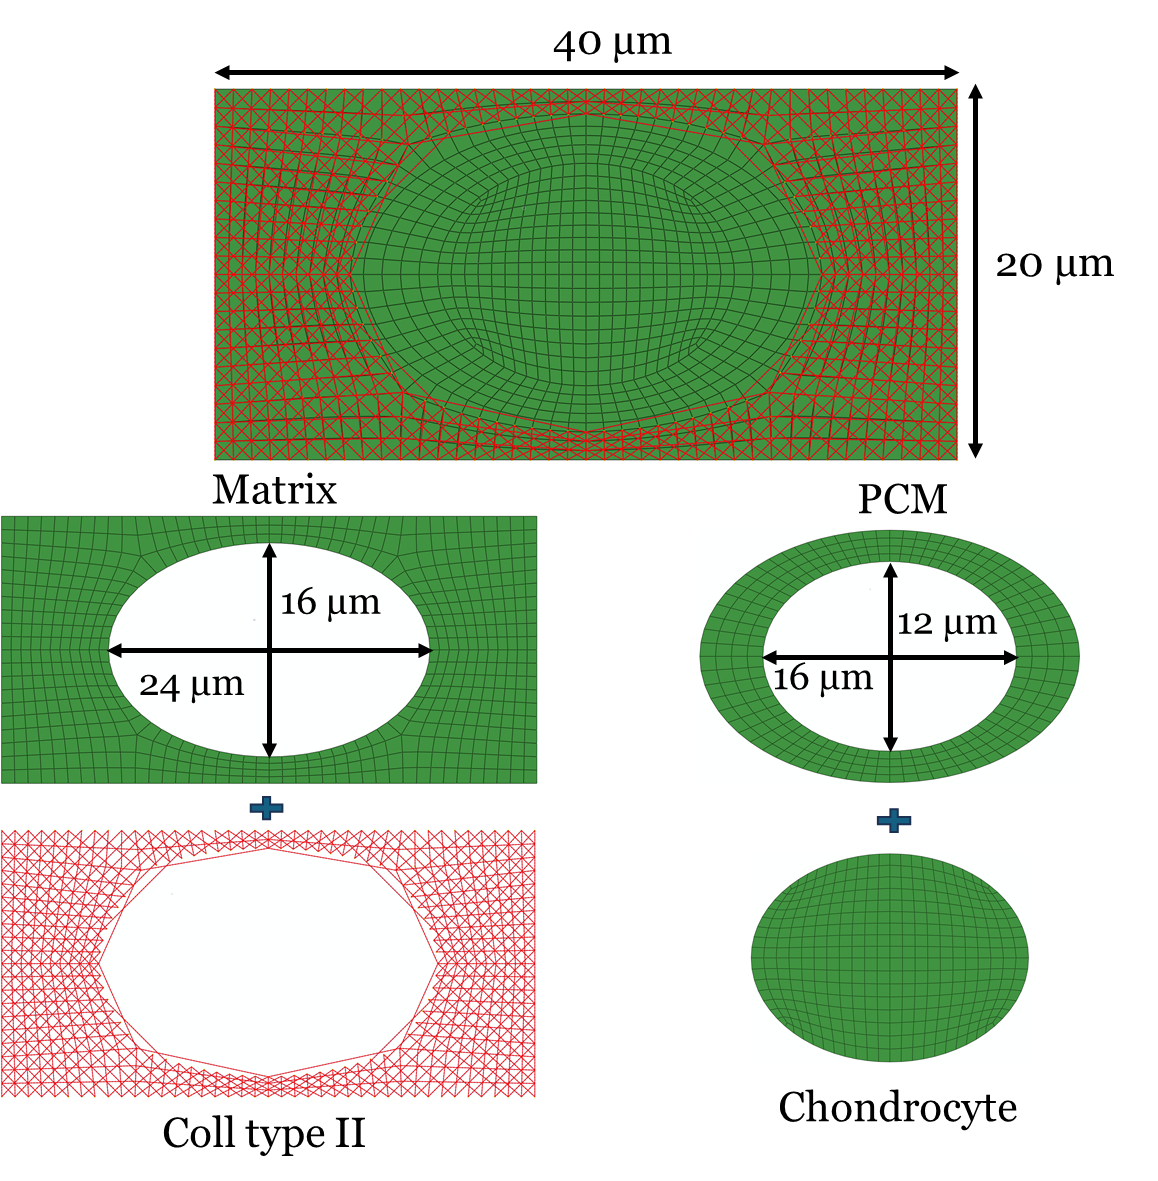 40 μm
20 μm
Matrix
PCM
16 μm
24 μm
12 μm
16 μm
Coll type II
Chondrocyte